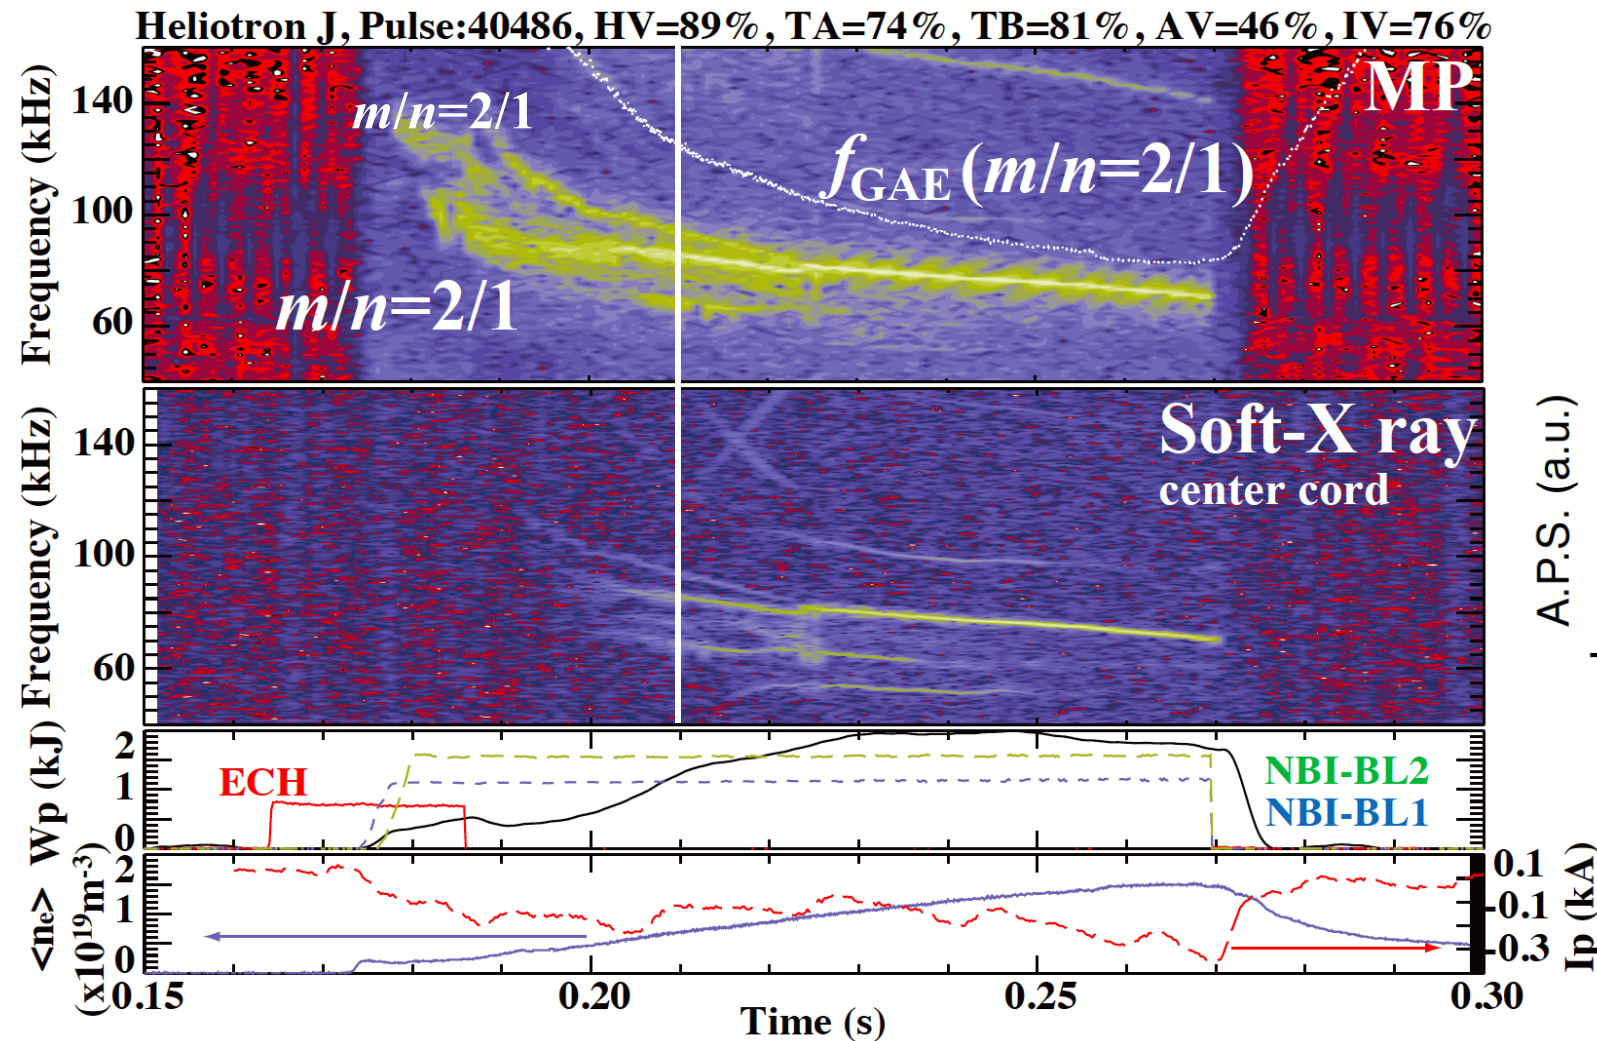 Heliotron J, Pulse:40486, HV=89%, TA=74%, TB=81%, AV=46%, IV=76%
Frequency (kHz)
140
100
60
MP
m/n=2/1
fGAE (m/n=2/1)
m/n=2/1
Frequency (kHz)
140
100
60
Soft-X ray
center cord
A.P.S. (a.u.)
Wp (kJ)
2
1
0
ECH
NBI-BL2
NBI-BL1
<ne>
(x10^19m^-3)
2
1
0
0.1
-0.1
-0.3
Ip (kA)
0.15
0.20
0.25
0.30
Time (s)